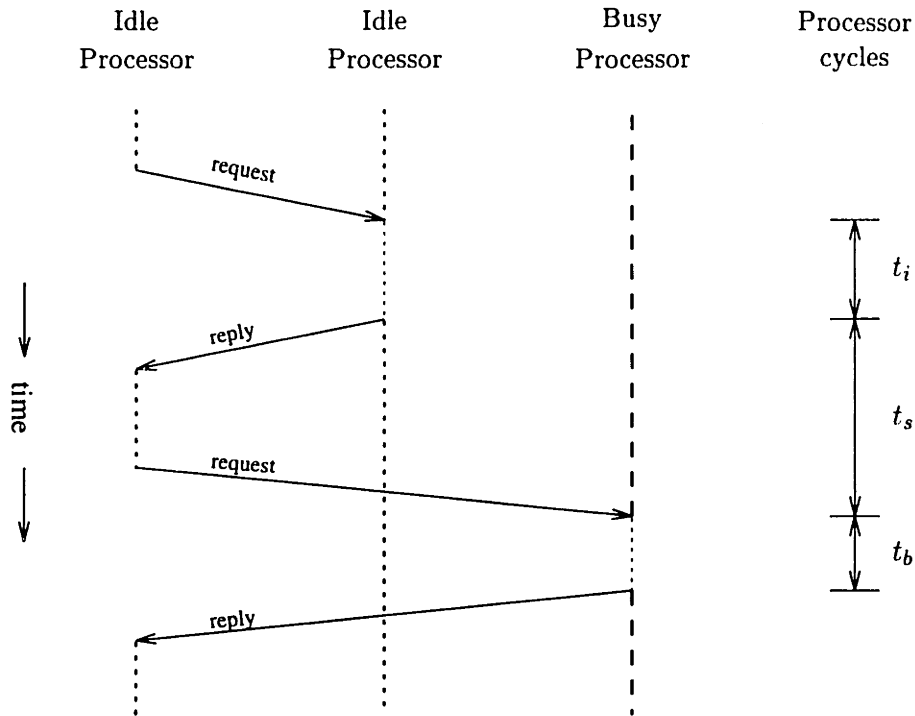 Idle
Processor
Idle
Processor
Busy
Processor
Processor
cycles
request
t_i
reply
time
t_s
request
t_b
reply